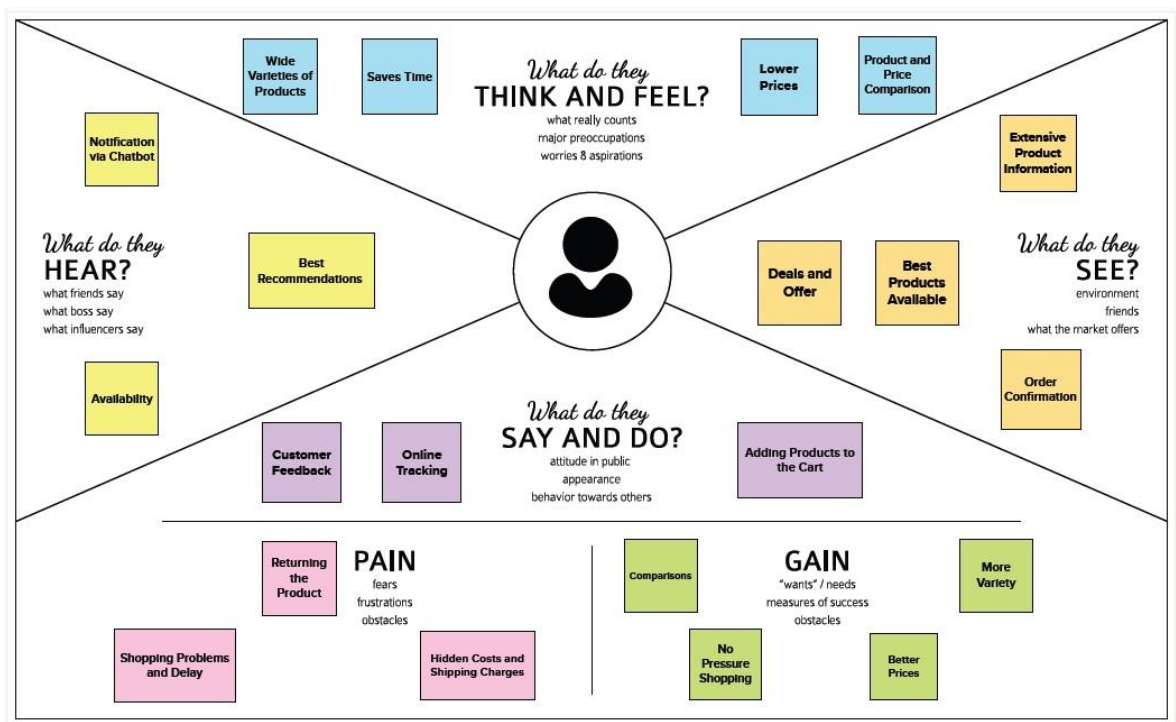 Wide
Varieties of
Products
Saves Time
What do they
THINK AND FEEL?
what really counts
major preoccupations
worries & aspirations
Lower
Prices
Product and
Price
Comparison
Notification
via Chatbot
What do they
HEAR?
what friends say
what boss say
what influencers say
Best
Recommendations
Availability
Extensive
Product
Information
Deals and
Offer
Best
Products
Available
What do they
SEE?
environment
friends
what the market offers
Order
Confirmation
Customer
Feedback
Online
Tracking
What do they
SAY AND DO?
attitude in public
appearance
behavior towards others
Adding Products to
the Cart
Returning
the
Product
PAIN
fears
frustrations
obstacles
Shopping Problems
and Delay
Hidden Costs and
Shipping Charges
Comparisons
GAIN
"wants" / needs
measures of success
obstacles
More
Variety
No
Pressure
Shopping
Better
Prices